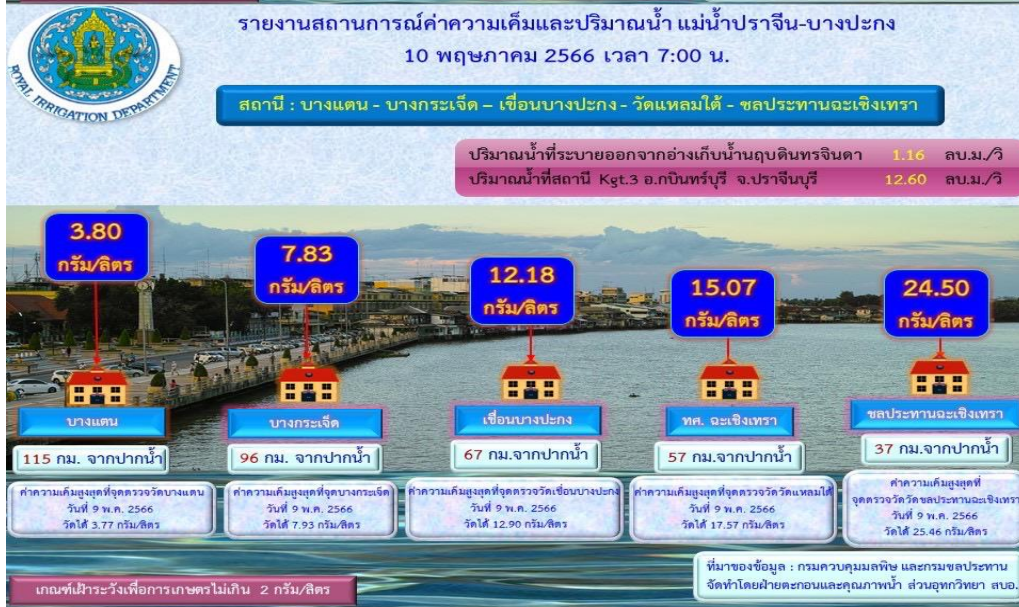 รายงานสถานการณ์ค่าความเค็มและปริมาณน้ำ แม่น้ำปราจีน-บางปะกง
10 พฤษภาคม 2566 เวลา 7:00 น.
ROYAL IRRIGATION DEPARTMENT
สถานี : บางแตน - บางกระเจ็ด – เขื่อนบางปะกง - วัดแหลมใต้ - ชลประทานฉะเชิงเทรา
ปริมาณน้ำที่ระบายออกจากอ่างเก็บน้ำนฤบดินทรจินดา 1.16 ลบ.ม./วิ
ปริมาณน้ำที่สถานี Kgt.3 อ.กบินทร์บุรี จ.ปราจีนบุรี 12.60 ลบ.ม./วิ
3.80
กรัม/ลิตร
7.83
กรัม/ลิตร
12.18
กรัม/ลิตร
15.07
กรัม/ลิตร
24.50
กรัม/ลิตร
บางแตน
บางกระเจ็ด
เขื่อนบางปะกง
ทศ. ฉะเชิงเทรา
ชลประทานฉะเชิงเทรา
115 กม. จากปากน้ำ
96 กม. จากปากน้ำ
67 กม.จากปากน้ำ
57 กม.จากปากน้ำ
37 กม.จากปากน้ำ
ค่าความเค็มสูงสุดที่จุดตรวจวัดบางแตน
วันที่ 9 พ.ค. 2566
วัดได้ 3.77 กรัม/ลิตร
ค่าความเค็มสูงสุดที่จุดบางกระเจ็ด
วันที่ 9 พ.ค. 2566
วัดได้ 7.93 กรัม/ลิตร
ค่าความเค็มสูงสุดที่จุดตรวจวัดเขื่อนบางปะกง
วันที่ 9 พ.ค. 2566
วัดได้ 12.90 กรัม/ลิตร
ค่าความเค็มสูงสุดที่จุดตรวจวัดวัดแหลมใต้
วันที่ 9 พ.ค. 2566
วัดได้ 17.57 กรัม/ลิตร
ค่าความเค็มสูงสุดที่
จุดตรวจวัดวัดชลประทานฉะเชิงเทรา
วันที่ 9 พ.ค. 2566
วัดได้ 25.46 กรัม/ลิตร
เกณฑ์เฝ้าระวังเพื่อการเกษตรไม่เกิน 2 กรัม/ลิตร
ที่มาของข้อมูล : กรมควบคุมมลพิษ และกรมชลประทาน
จัดทำโดยฝ่ายตะกอนและคุณภาพน้ำ ส่วนอุทกวิทยา สบอ.